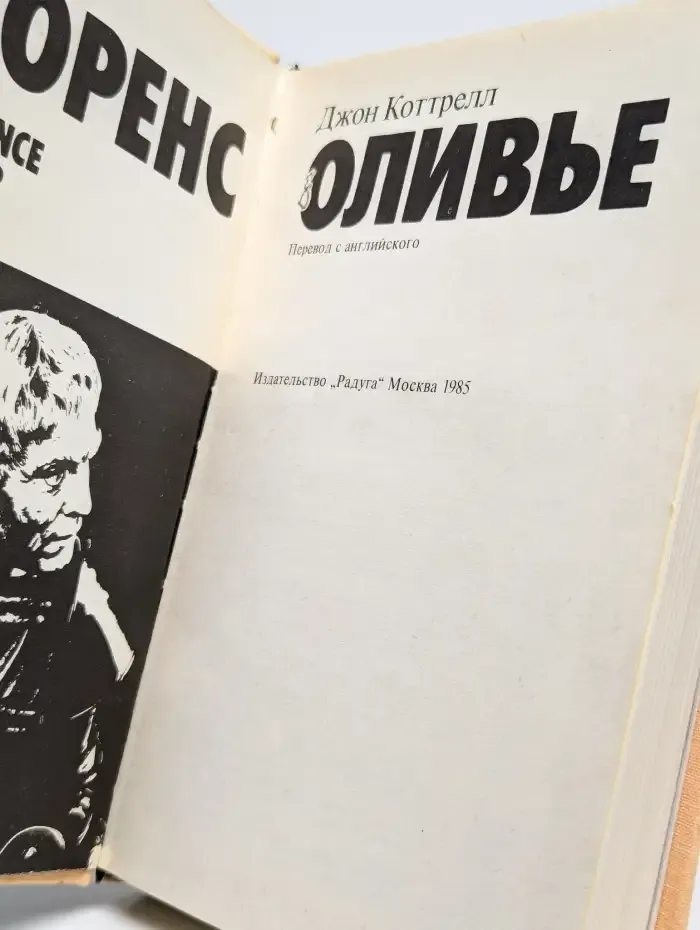 ОРЕНС
NCE
Джон Коттрелл
ОЛИВЬЕ
Перевод с английского
Издательство „Радуга“ Москва 1985